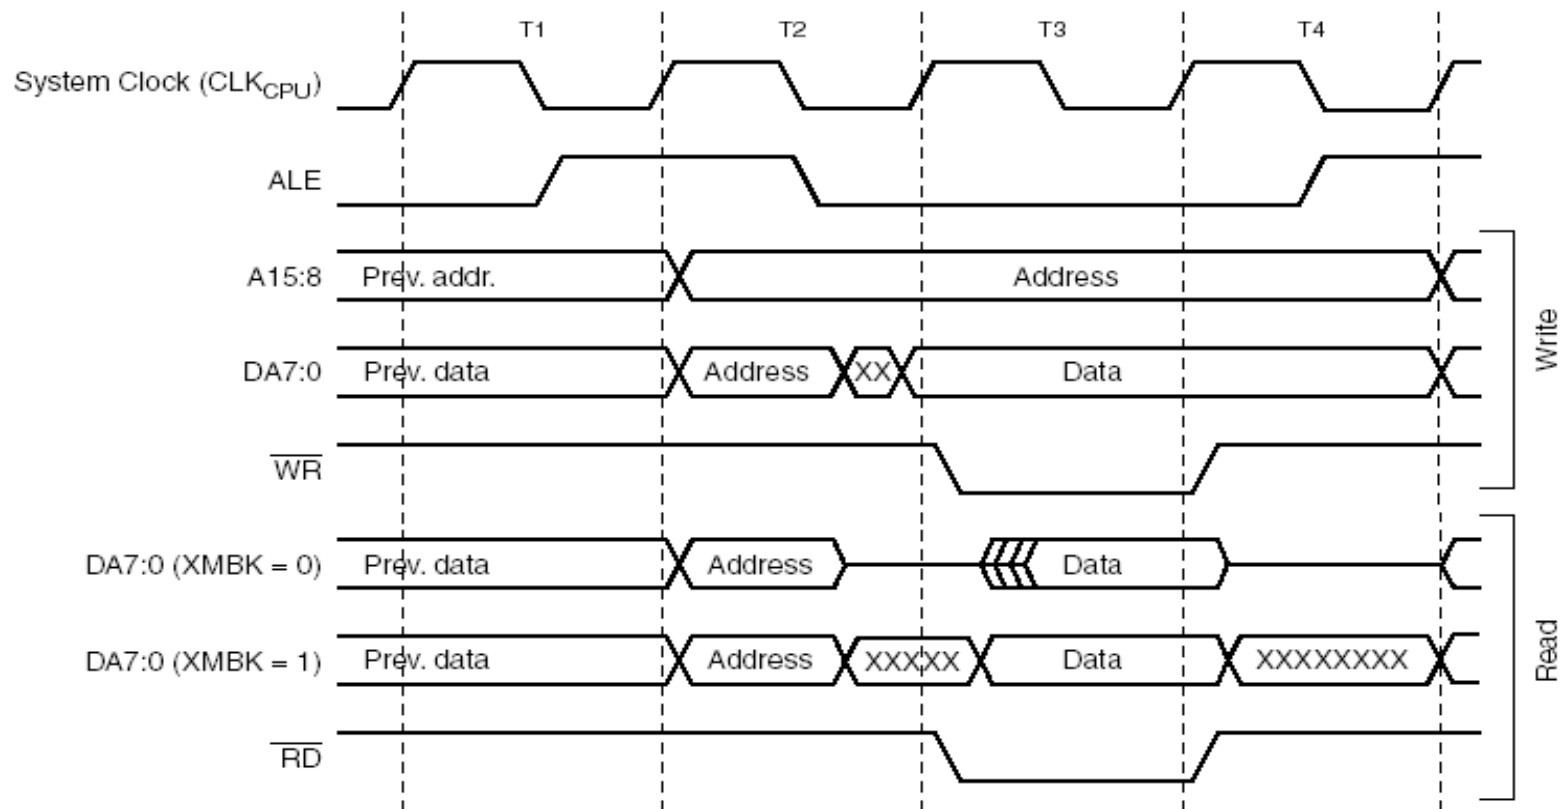 T1 T2 T3 T4
System Clock (CLKCPU)
ALE
A15:8 Prev. addr. Address
DA7:0 Prev. data Address XX Data
WR
Write
DA7:0 (XMBK = 0) Prev. data Address Data
DA7:0 (XMBK = 1) Prev. data Address XXXXX Data XXXXXXXX
RD
Read